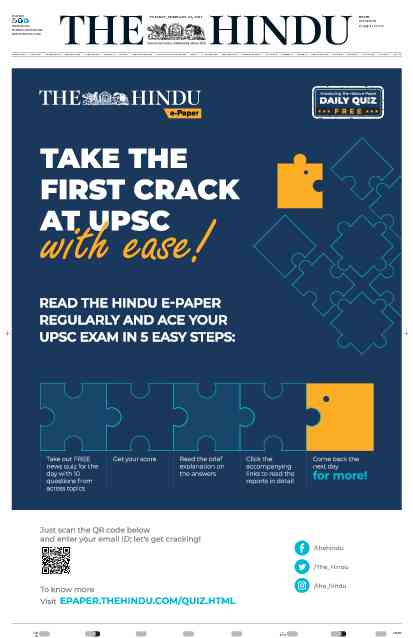 THE HINDU
THE HINDU
e-Paper
DAILY QUIZ
FREE
TAKE THE
FIRST CRACK
AT UPSC
with ease!
READ THE HINDU E-PAPER
REGULARLY AND ACE YOUR
UPSC EXAM IN 5 EASY STEPS:
Take out FREE
news quiz for the
day with 10
questions from
across topics
Get your score
Read the brief
explanation on
the answers
Click the
accompanying
links to read the
reports in detail
Come back the
next day
for more!
Just scan the QR code below
and enter your email ID; let's get cracking!
To know more
Visit EPAPER.THEHINDU.COM/QUIZ.HTML
/thehindu
/The_Hindu
/the_hindu